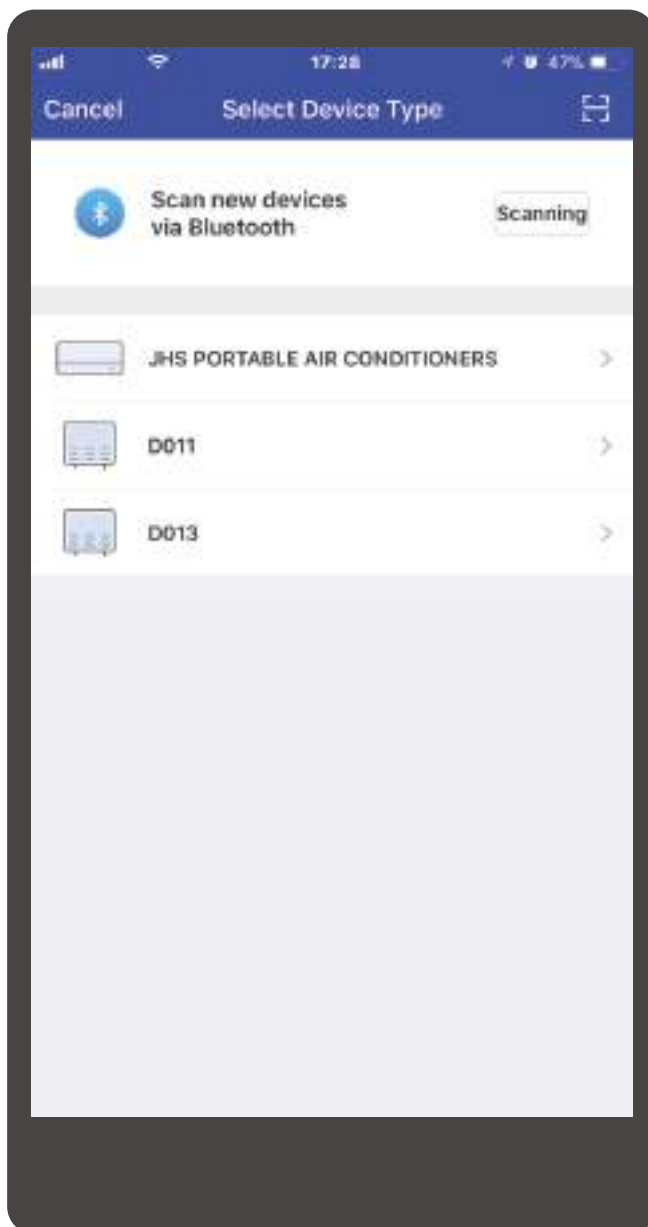 17:28
47%
Cancel
Select Device Type
Scan new devices
via Bluetooth
Scanning
JHS PORTABLE AIR CONDITIONERS
D011
D013